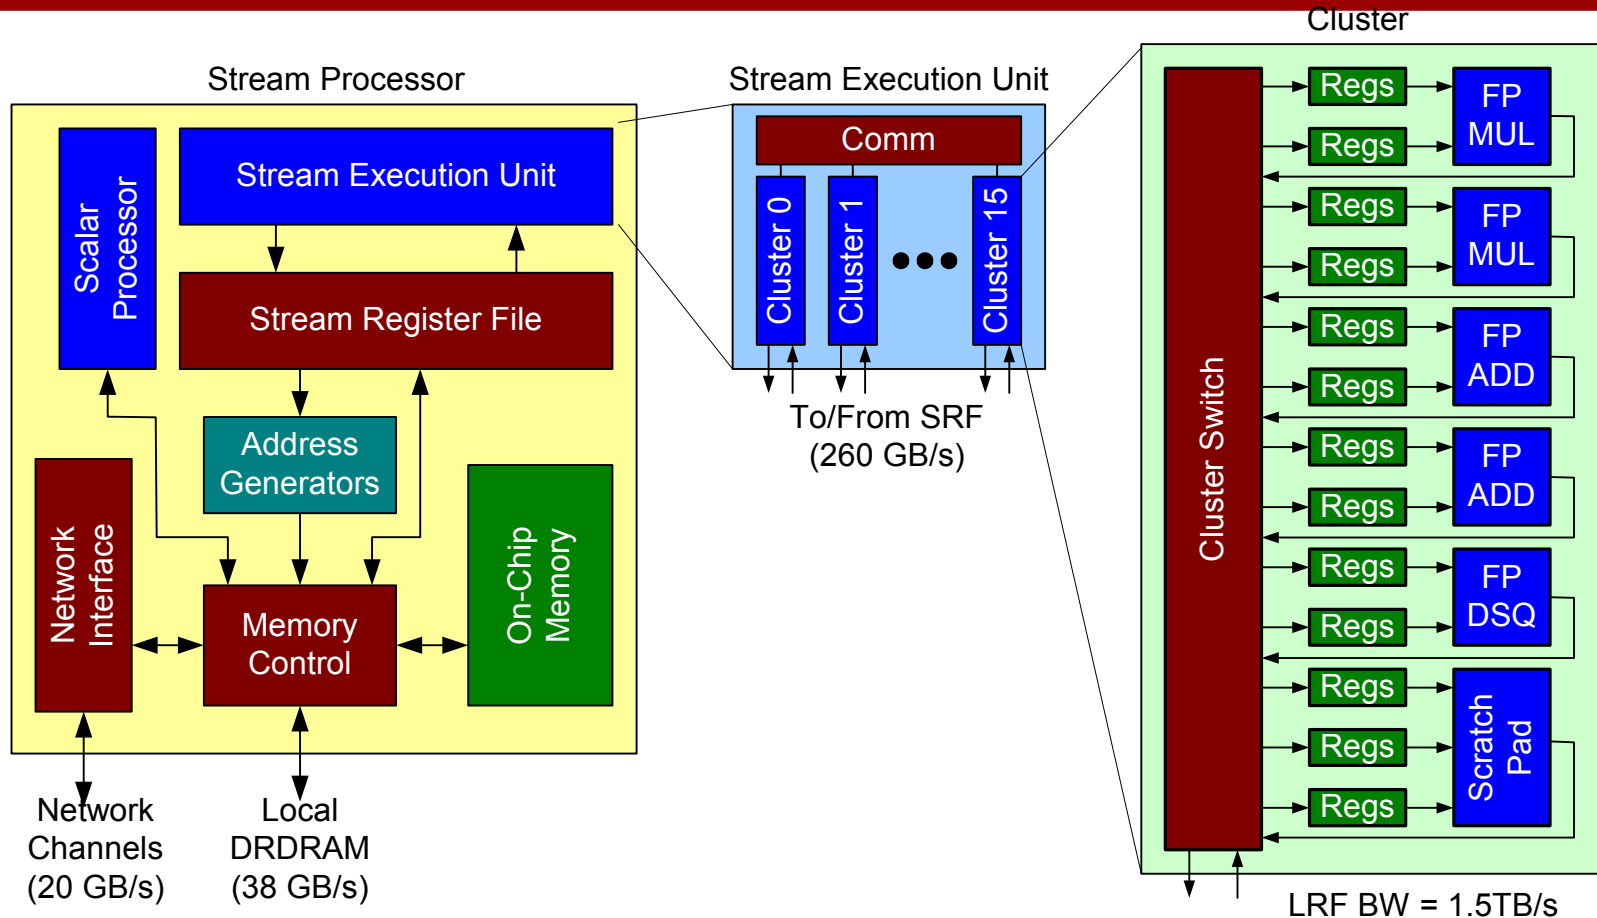 Stream Processor
Scalar
Processor
Stream Execution Unit
Stream Register File
Address
Generators
Network
Interface
Memory
Control
On-Chip
Memory
Network
Channels
(20 GB/s)
Local
DRDRAM
(38 GB/s)
Stream Execution Unit
Comm
Cluster 0
Cluster 1
Cluster 15
To/From SRF
(260 GB/s)
Cluster
Cluster Switch
Regs
Regs
FP
MUL
Regs
Regs
FP
MUL
Regs
Regs
FP
ADD
Regs
Regs
FP
ADD
Regs
Regs
FP
DSQ
Regs
Regs
Regs
Scratch
Pad
LRF BW = 1.5TB/s